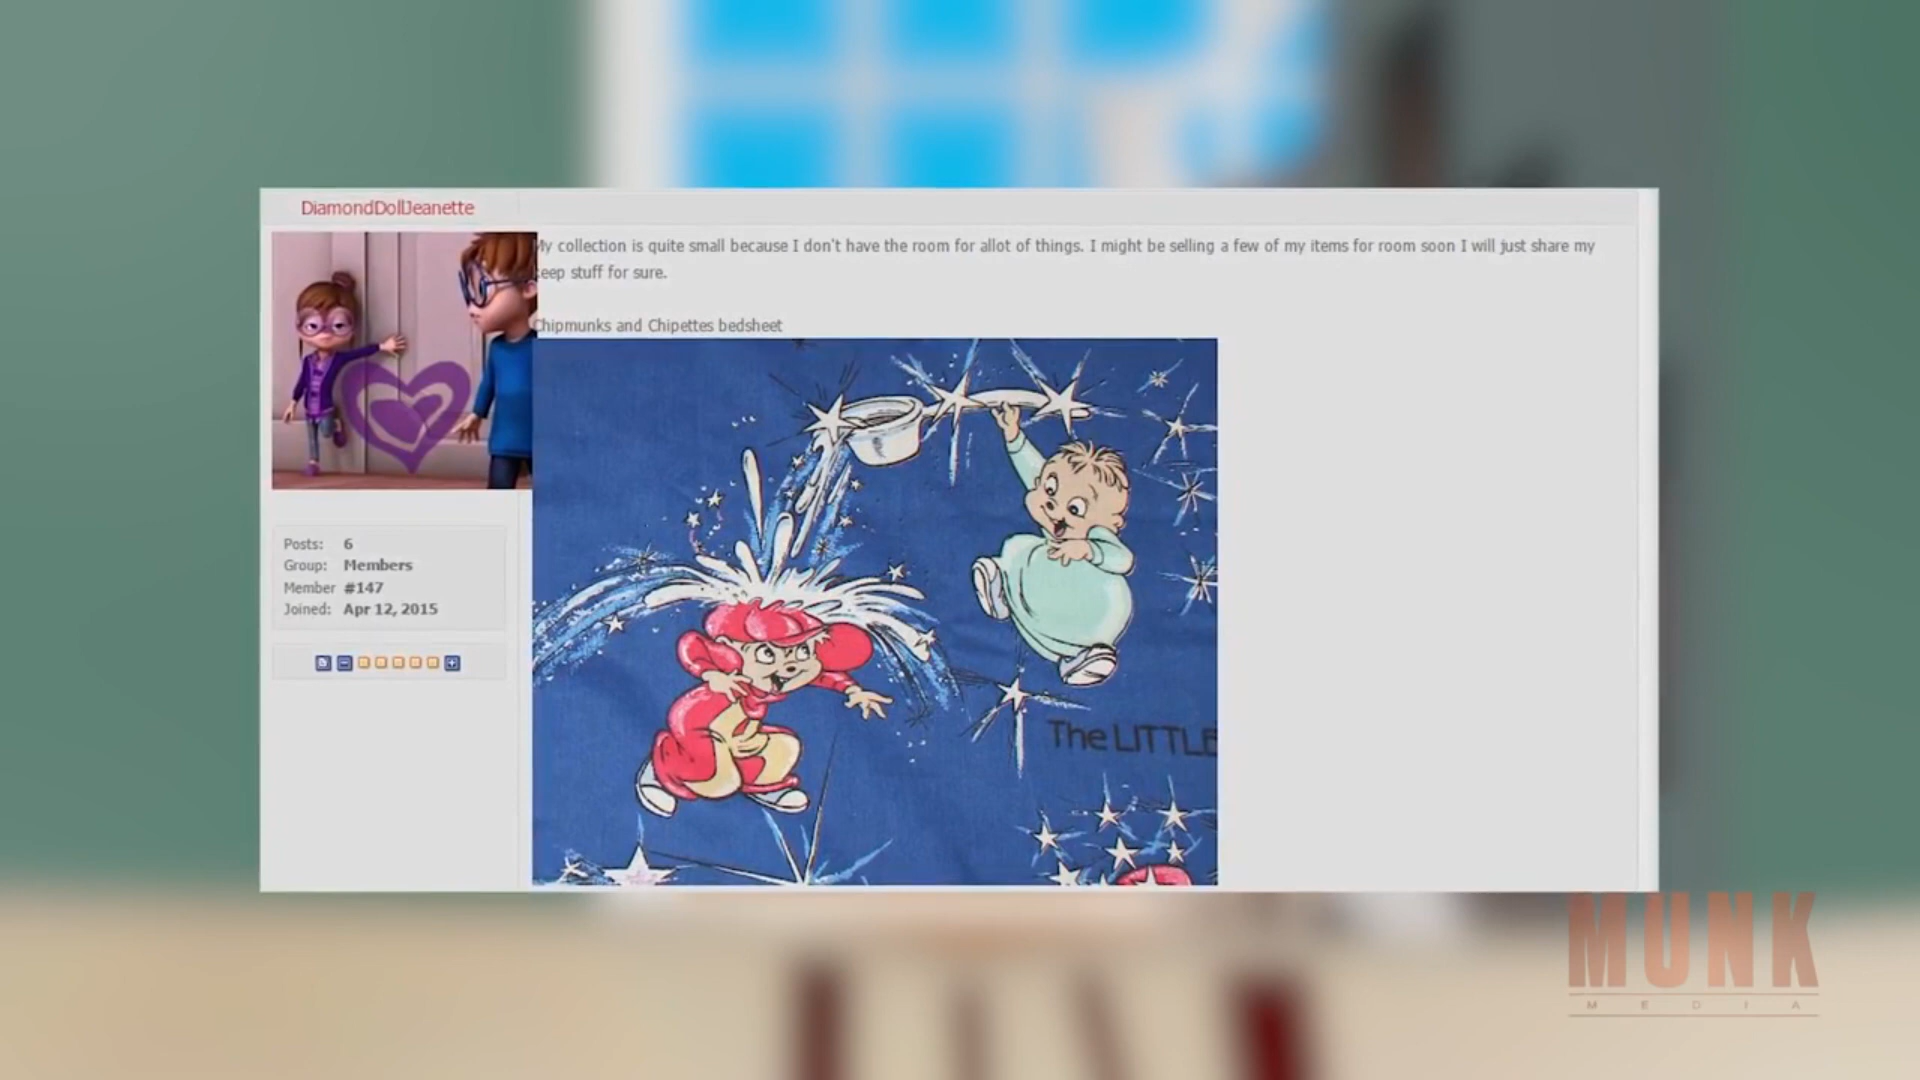 DiamondDollJeanette
My collection is quite small because I don't have the room for allot of things. I might be selling a few of my items for room soon I will just share my
keep stuff for sure.
Chipmunks and Chipettes bedsheet
Posts: 6
Group: Members
Member #147
Joined: Apr 12, 2015
The LITTLE
MUNK
MEDIA